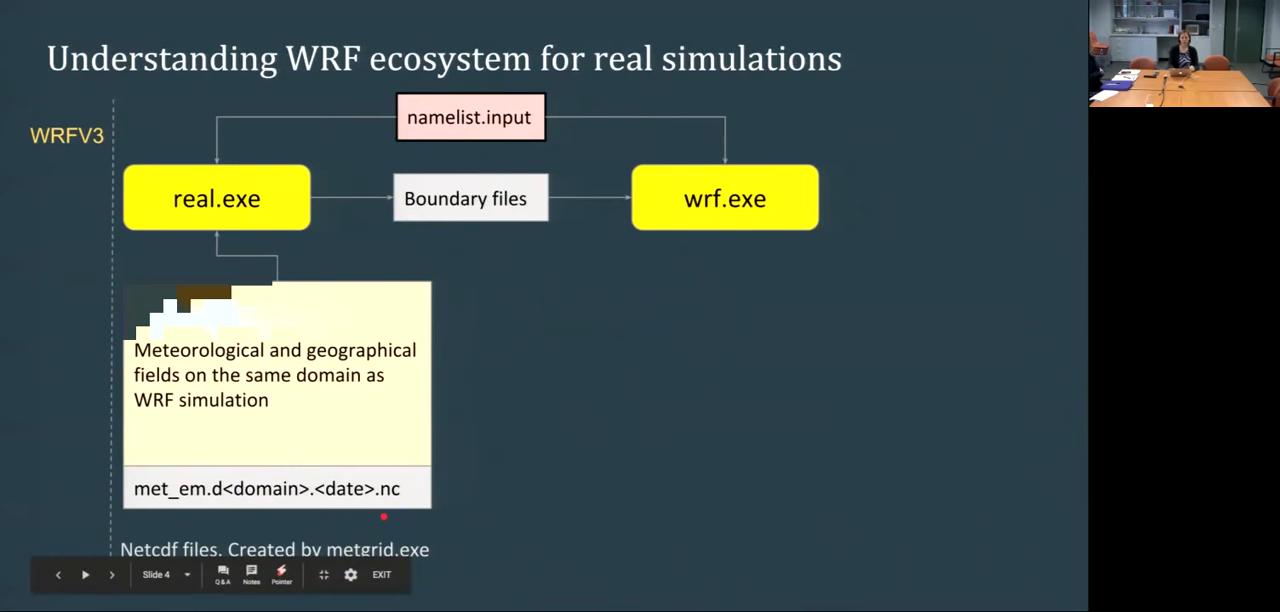 Understanding WRF ecosystem for real simulations
namelist.input
WRFV3
real.exe
Boundary files
wrf.exe
Meteorological and geographical
fields on the same domain as
WRF simulation
met_em.d<domain>.<date>.nc
Netcdf files. Created by metgrid.exe
Slide 4
Q&A
Notes
Pointer
EXIT